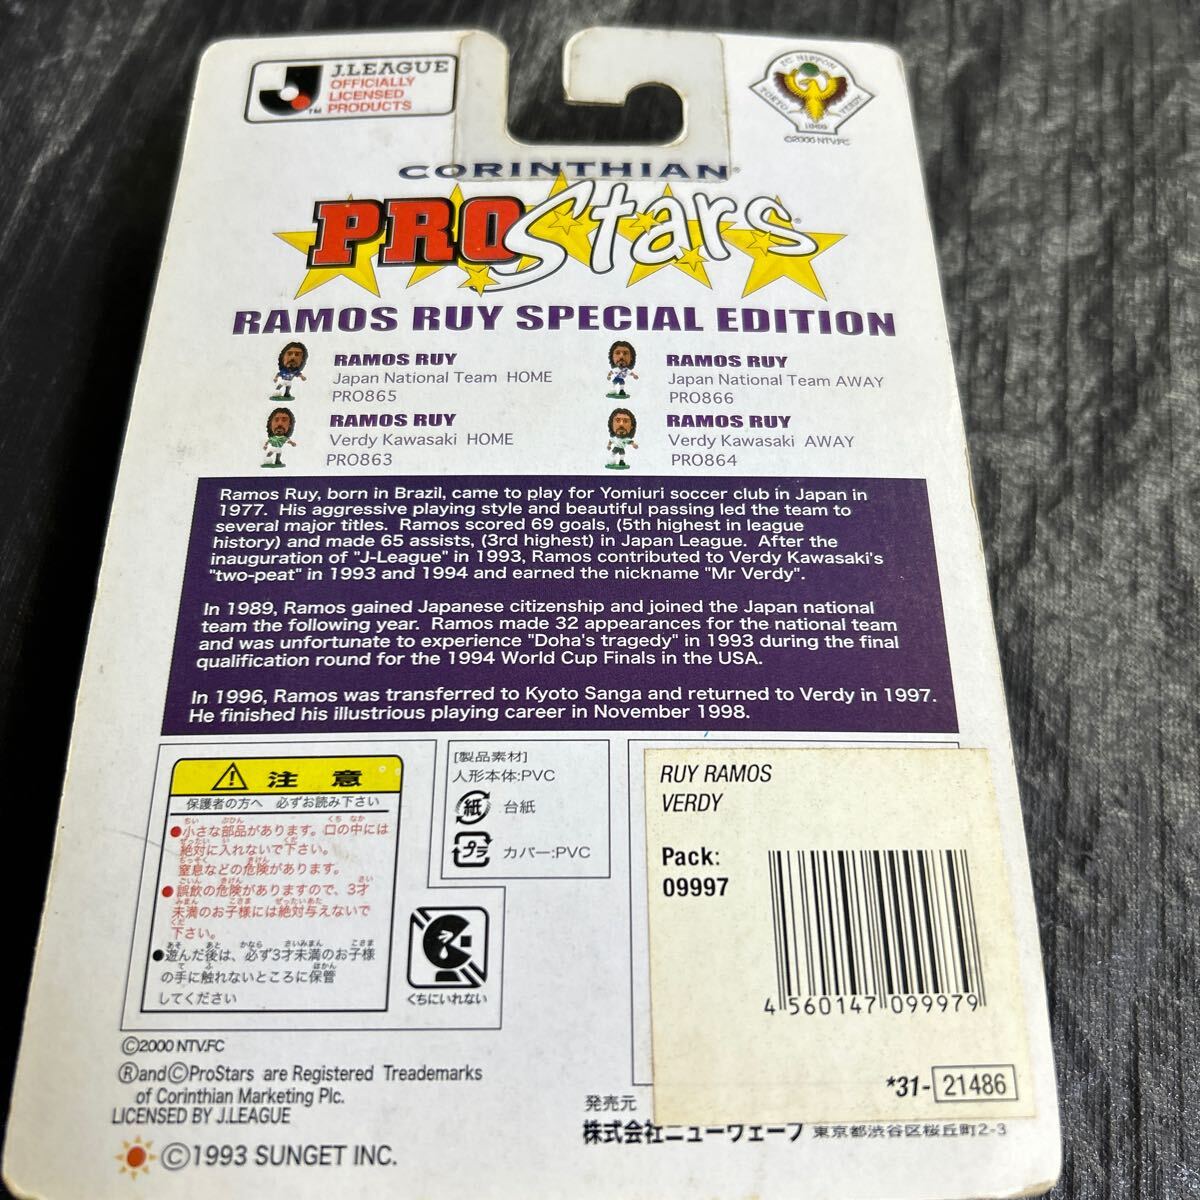 J.LEAGUE
OFFICIALLY
LICENSED
PRODUCTS
TM
FC NIPPON
TOKYO VERDY
1969
©2000 NTV.FC
CORINTHIAN®
PROStars®
RAMOS RUY SPECIAL EDITION
RAMOS RUY
Japan National Team HOME
PRO865
RAMOS RUY
Japan National Team AWAY
PRO866
RAMOS RUY
Verdy Kawasaki HOME
PRO863
RAMOS RUY
Verdy Kawasaki AWAY
PRO864
Ramos Ruy, born in Brazil, came to play for Yomiuri soccer club in Japan in
1977. His aggressive playing style and beautiful passing led the team to
several major titles. Ramos scored 69 goals, (5th highest in league
history) and made 65 assists, (3rd highest) in Japan League. After the
inauguration of "J-League" in 1993, Ramos contributed to Verdy Kawasaki's
"two-peat" in 1993 and 1994 and earned the nickname "Mr Verdy".
In 1989, Ramos gained Japanese citizenship and joined the Japan national
team the following year. Ramos made 32 appearances for the national team
and was unfortunate to experience "Doha's tragedy" in 1993 during the final
qualification round for the 1994 World Cup Finals in the USA.
In 1996, Ramos was transferred to Kyoto Sanga and returned to Verdy in 1997.
He finished his illustrious playing career in November 1998.
注意
保護者の方へ 必ずお読み下さい
●小さな部品があります。口の中には
絶対に入れないで下さい。
窒息などの危険があります。
●誤飲の危険がありますので、3才
未満のお子様には絶対与えないで
下さい。
●遊んだ後は、必ず3才未満のお子様
の手に触れないところに保管
してください
[製品素材]
人形本体:PVC
紙 台紙
プラ カバー:PVC
くちにいれない
RUY RAMOS
VERDY
Pack:
09997
4 560147 099979
*31- 21486
©2000 NTV.FC
®and©ProStars are Registered Treademarks
of Corinthian Marketing Plc.
LICENSED BY J.LEAGUE
©1993 SUNGET INC.
発売元
株式会社ニューウェーブ 東京都渋谷区桜丘町2-3